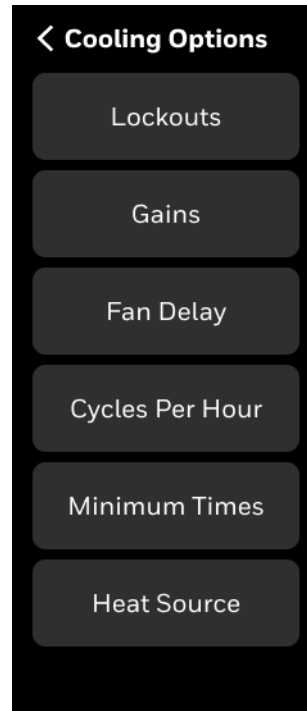 Cooling Options
Lockouts
Gains
Fan Delay
Cycles Per Hour
Minimum Times
Heat Source